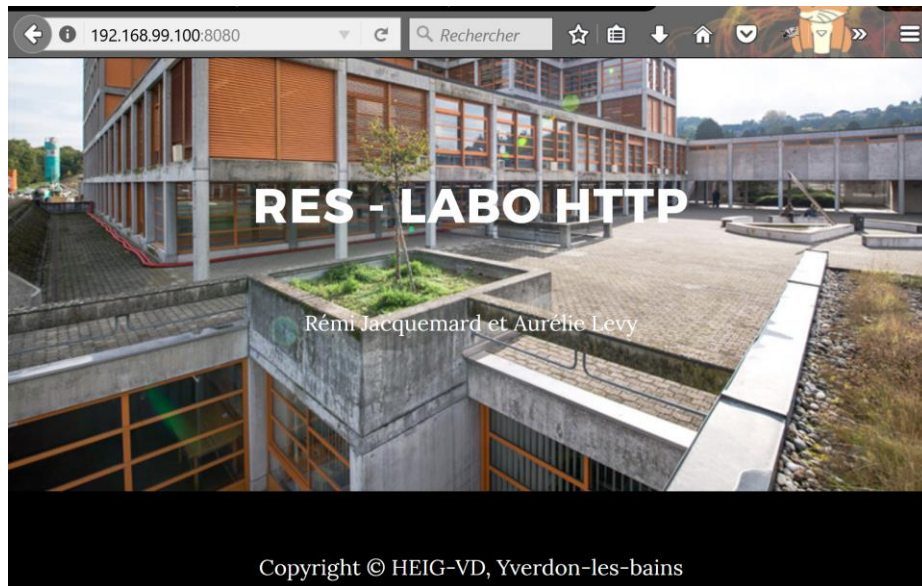 192.168.99.100:8080
Rechercher
RES - LABO HTTP
Rémi Jacquemard et Aurélie Levy
Copyright © HEIG-VD, Yverdon-les-bains